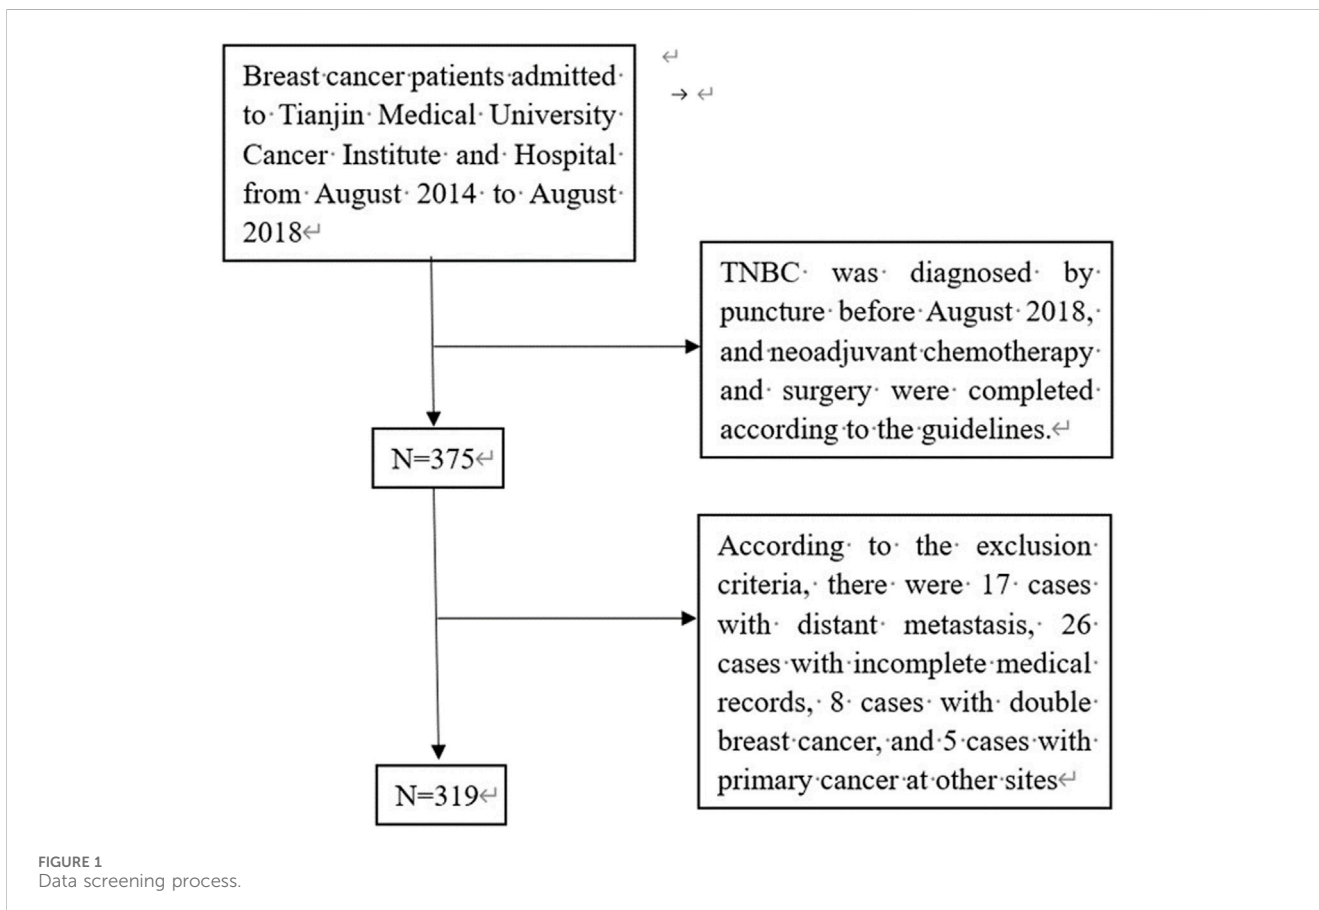 Breast cancer patients admitted
to Tianjin Medical University
Cancer Institute and Hospital
from August 2014 to August
2018
TNBC was diagnosed by
puncture before August 2018,
and neoadjuvant chemotherapy
and surgery were completed
according to the guidelines.
N=375
According to the exclusion
criteria, there were 17 cases
with distant metastasis, 26
cases with incomplete medical
records, 8 cases with double
breast cancer, and 5 cases with
primary cancer at other sites
N=319
FIGURE 1
Data screening process.